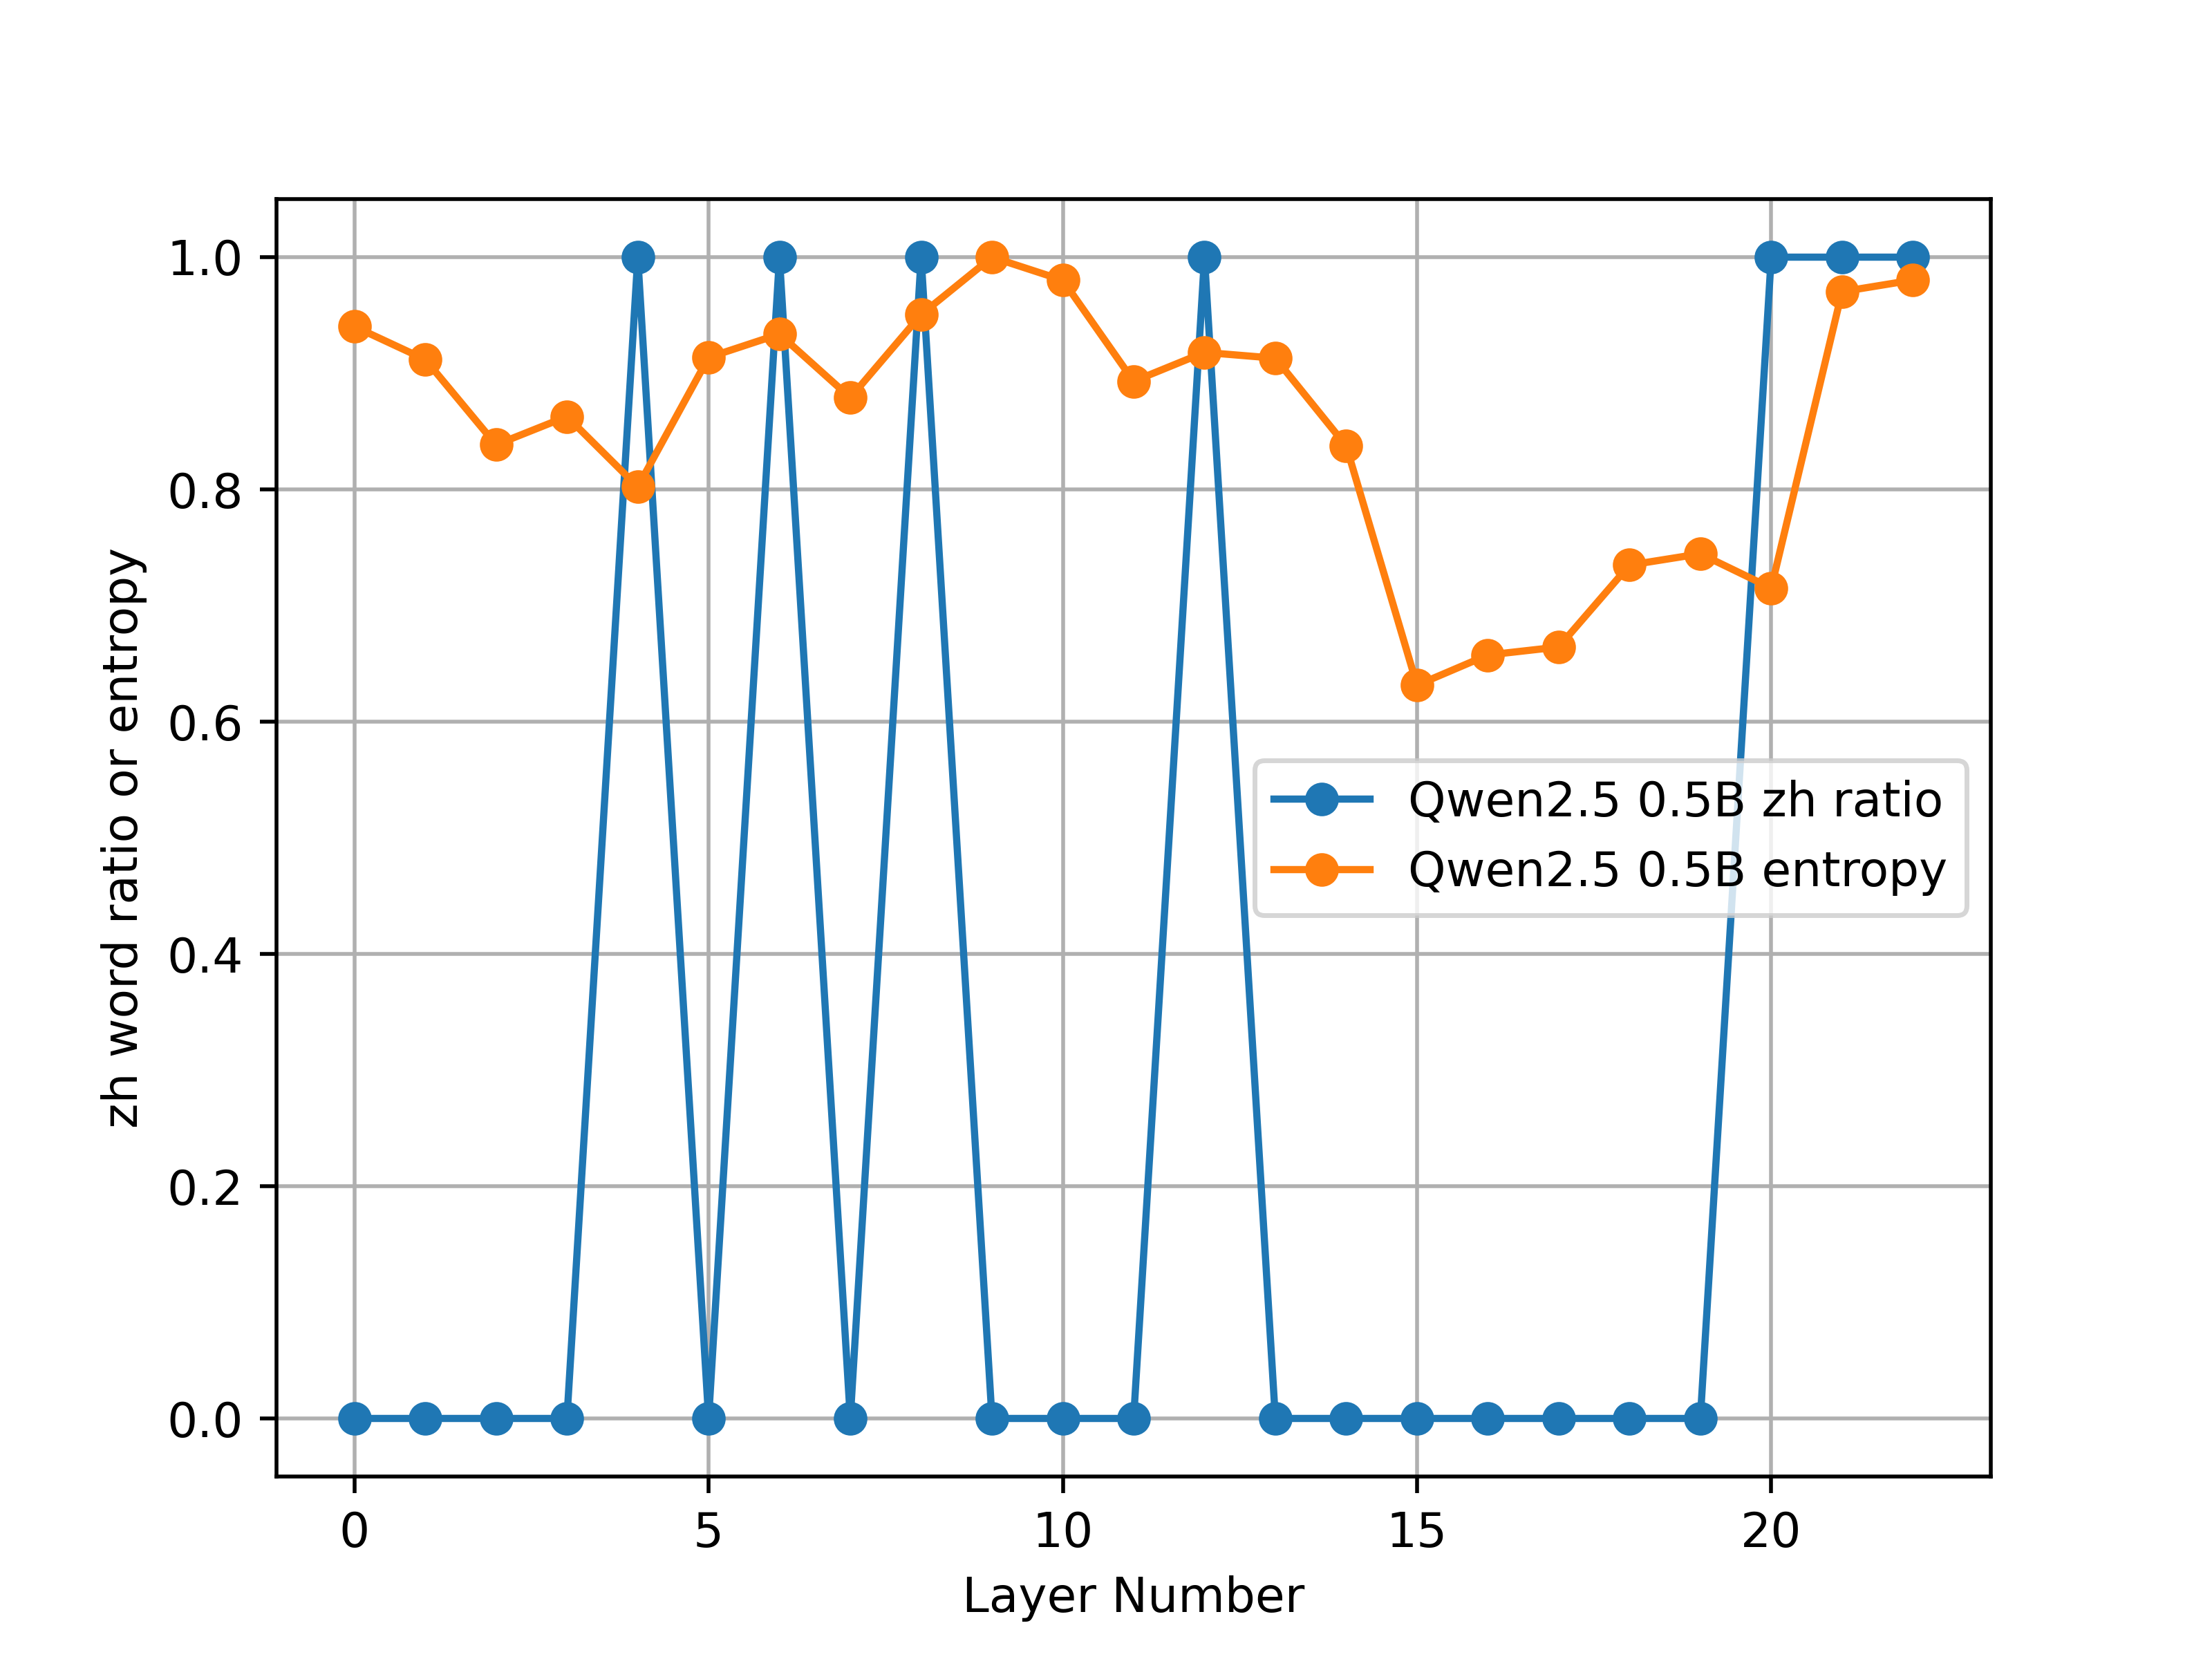 1.0
0.8
0.6
0.4
0.2
0.0
zh word ratio or entropy
Qwen2.5 0.5B zh ratio
Qwen2.5 0.5B entropy
0 5 10 15 20
Layer Number